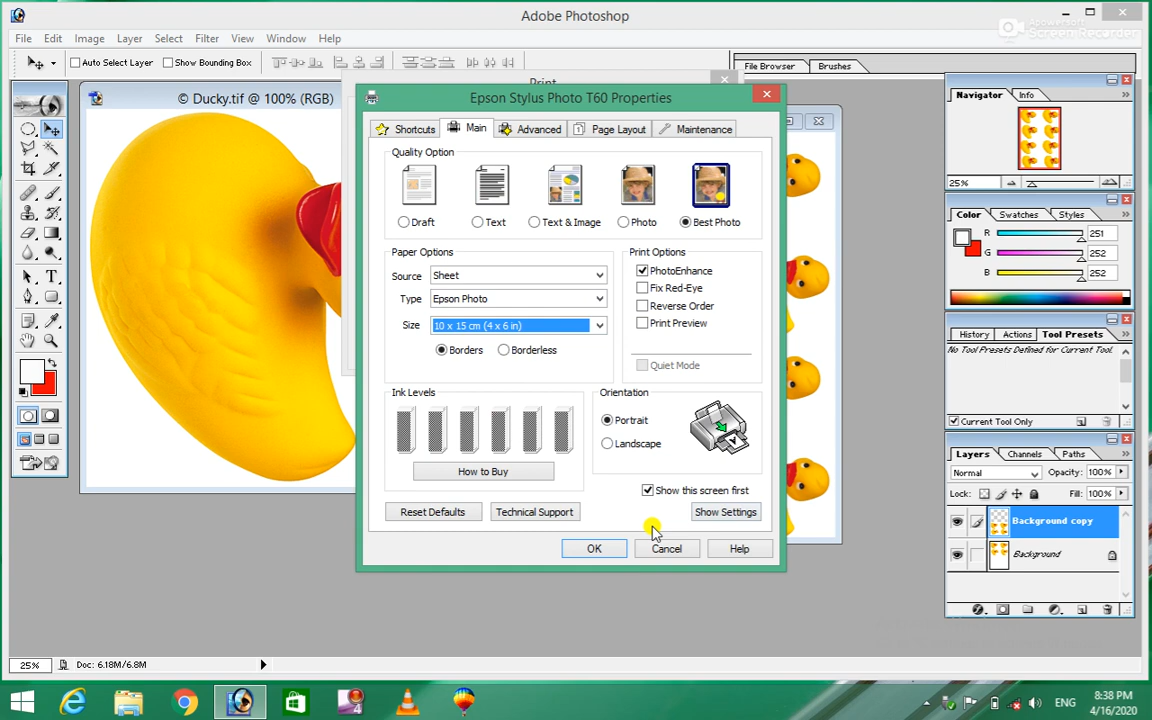 Adobe Photoshop
Apowersoft
Screen Recorder
File Edit Image Layer Select Filter View Window Help
Auto Select Layer Show Bounding Box
File Browser Brushes
Print
© Ducky.tif @ 100% (RGB)
Epson Stylus Photo T60 Properties
Shortcuts Main Advanced Page Layout Maintenance
Quality Option
Draft Text Text & Image Photo Best Photo
Paper Options
Source Sheet
Type Epson Photo
Size 10 x 15 cm (4 x 6 in)
Borders Borderless
Print Options
PhotoEnhance
Fix Red-Eye
Reverse Order
Print Preview
Quiet Mode
Ink Levels
How to Buy
Orientation
Portrait
Landscape
Show this screen first
Reset Defaults Technical Support Show Settings
OK Cancel Help
Navigator Info
25%
Color Swatches Styles
R 251
G 252
B 252
History Actions Tool Presets
No Tool Presets Defined for Current Tool.
Current Tool Only
Layers Channels Paths
Normal Opacity: 100%
Lock: Fill: 100%
Background copy
Background
25% Doc: 6.18M/6.8M
ENG
8:38 PM
4/16/2020